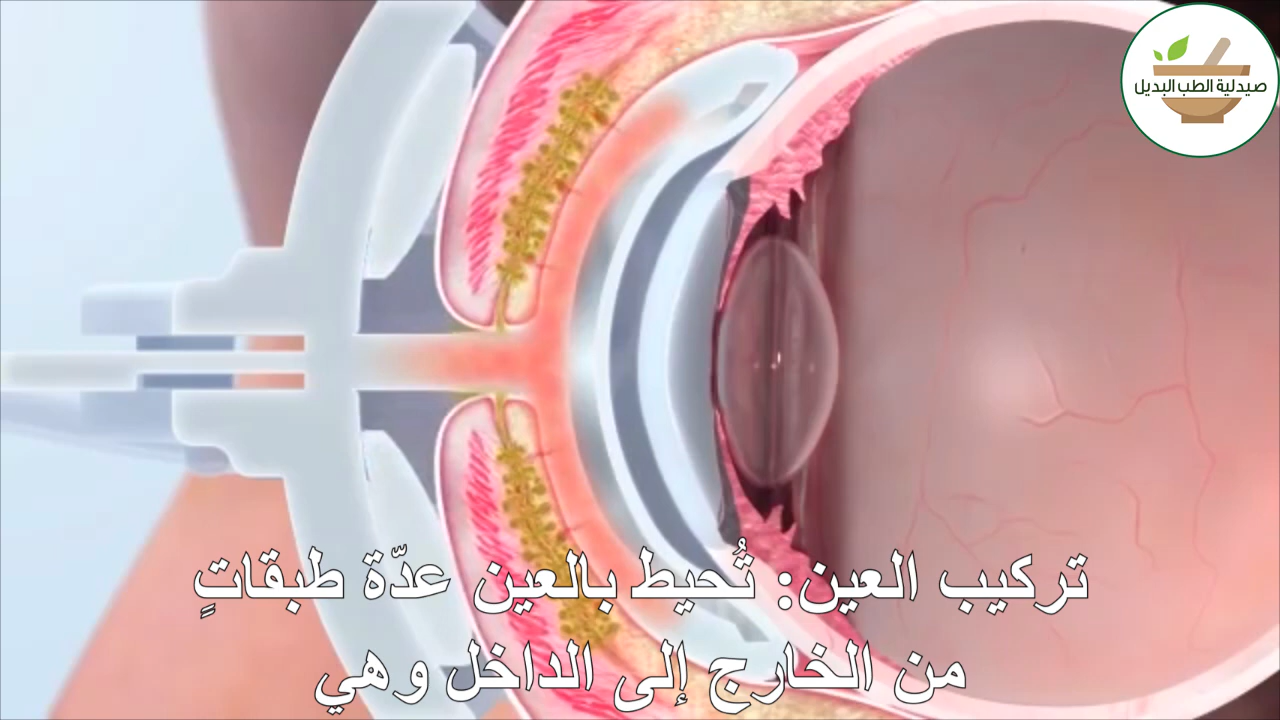 صيدلية الطب البديل
تركيب العين: تُحيط بالعين عدّة طبقاتٍ
من الخارج إلى الداخل وهي